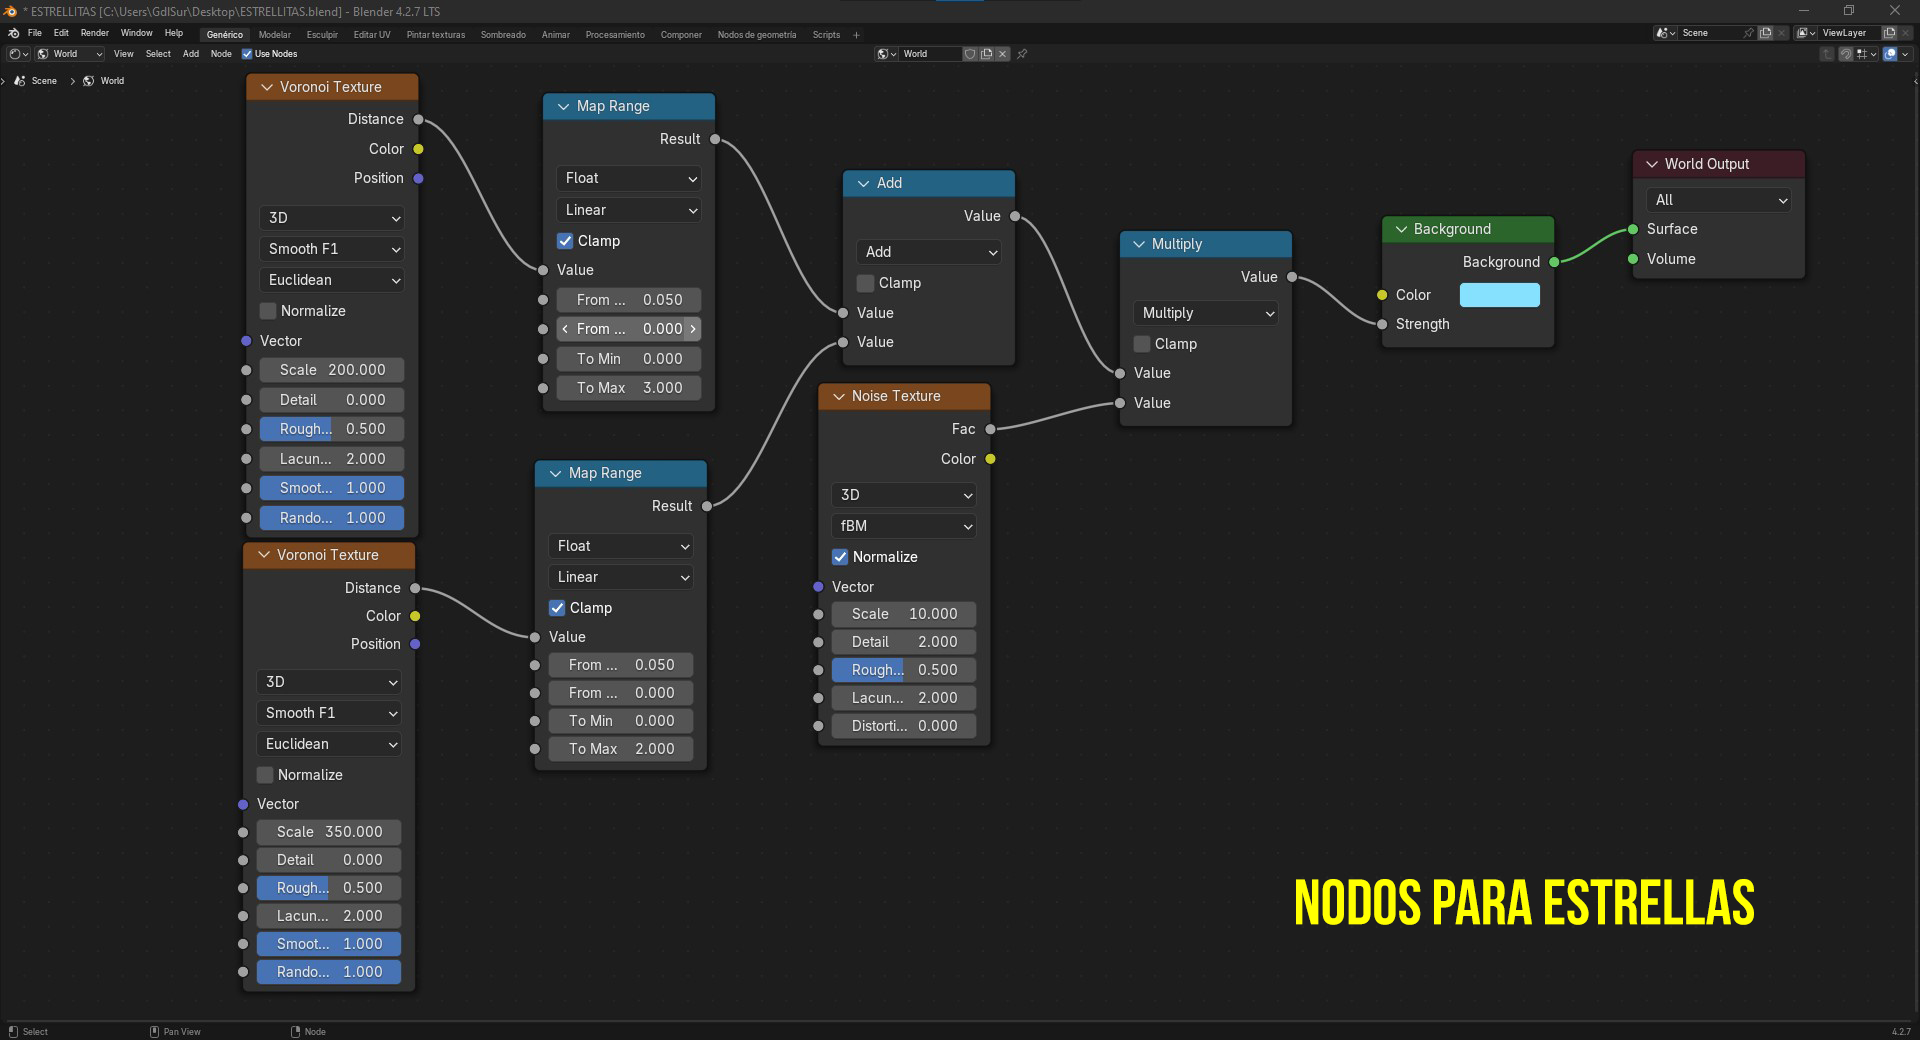 * ESTRELLITAS [C:\Users\GdlSur\Desktop\ESTRELLITAS.blend] - Blender 4.2.7 LTS
File Edit Render Window Help Genérico Modelar Esculpir Editar UV Pintar texturas Sombreado Animar Procesamiento Componer Nodos de geometría Scripts + Scene ViewLayer
World View Select Add Node Use Nodes World
Scene > World
Voronoi Texture
Distance
Color
Position
3D
Smooth F1
Euclidean
Normalize
Vector
Scale 200.000
Detail 0.000
Rough... 0.500
Lacun... 2.000
Smoot... 1.000
Rando... 1.000
Voronoi Texture
Distance
Color
Position
3D
Smooth F1
Euclidean
Normalize
Vector
Scale 350.000
Detail 0.000
Rough... 0.500
Lacun... 2.000
Smoot... 1.000
Rando... 1.000
Map Range
Result
Float
Linear
Clamp
Value
From ... 0.050
From ... 0.000
To Min 0.000
To Max 3.000
Map Range
Result
Float
Linear
Clamp
Value
From ... 0.050
From ... 0.000
To Min 0.000
To Max 2.000
Add
Value
Add
Clamp
Value
Value
Noise Texture
Fac
Color
3D
fBM
Normalize
Vector
Scale 10.000
Detail 2.000
Rough... 0.500
Lacun... 2.000
Distorti... 0.000
Multiply
Value
Multiply
Clamp
Value
Value
Background
Background
Color
Strength
World Output
All
Surface
Volume
NODOS PARA ESTRELLAS
Select Pan View Node 4.2.7